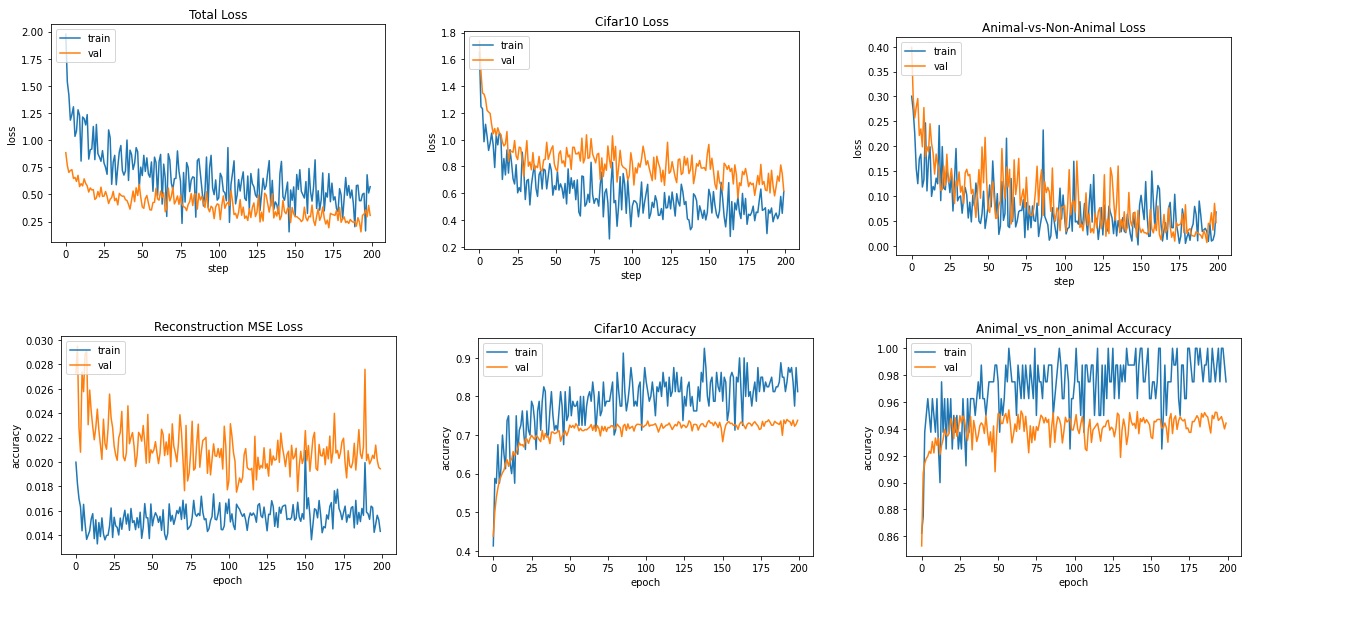 Total Loss
train
val
2.00
1.75
1.50
1.25
1.00
0.75
0.50
0.25
loss
0 25 50 75 100 125 150 175 200
step
Cifar10 Loss
train
val
1.8
1.6
1.4
1.2
1.0
0.8
0.6
0.4
0.2
loss
0 25 50 75 100 125 150 175 200
step
Animal-vs-Non-Animal Loss
train
val
0.40
0.35
0.30
0.25
0.20
0.15
0.10
0.05
0.00
loss
0 25 50 75 100 125 150 175 200
step
Reconstruction MSE Loss
train
val
0.030
0.028
0.026
0.024
0.022
0.020
0.018
0.016
0.014
accuracy
0 25 50 75 100 125 150 175 200
epoch
Cifar10 Accuracy
train
val
0.9
0.8
0.7
0.6
0.5
0.4
accuracy
0 25 50 75 100 125 150 175 200
epoch
Animal_vs_non_animal Accuracy
train
val
1.00
0.98
0.96
0.94
0.92
0.90
0.88
0.86
accuracy
0 25 50 75 100 125 150 175 200
epoch